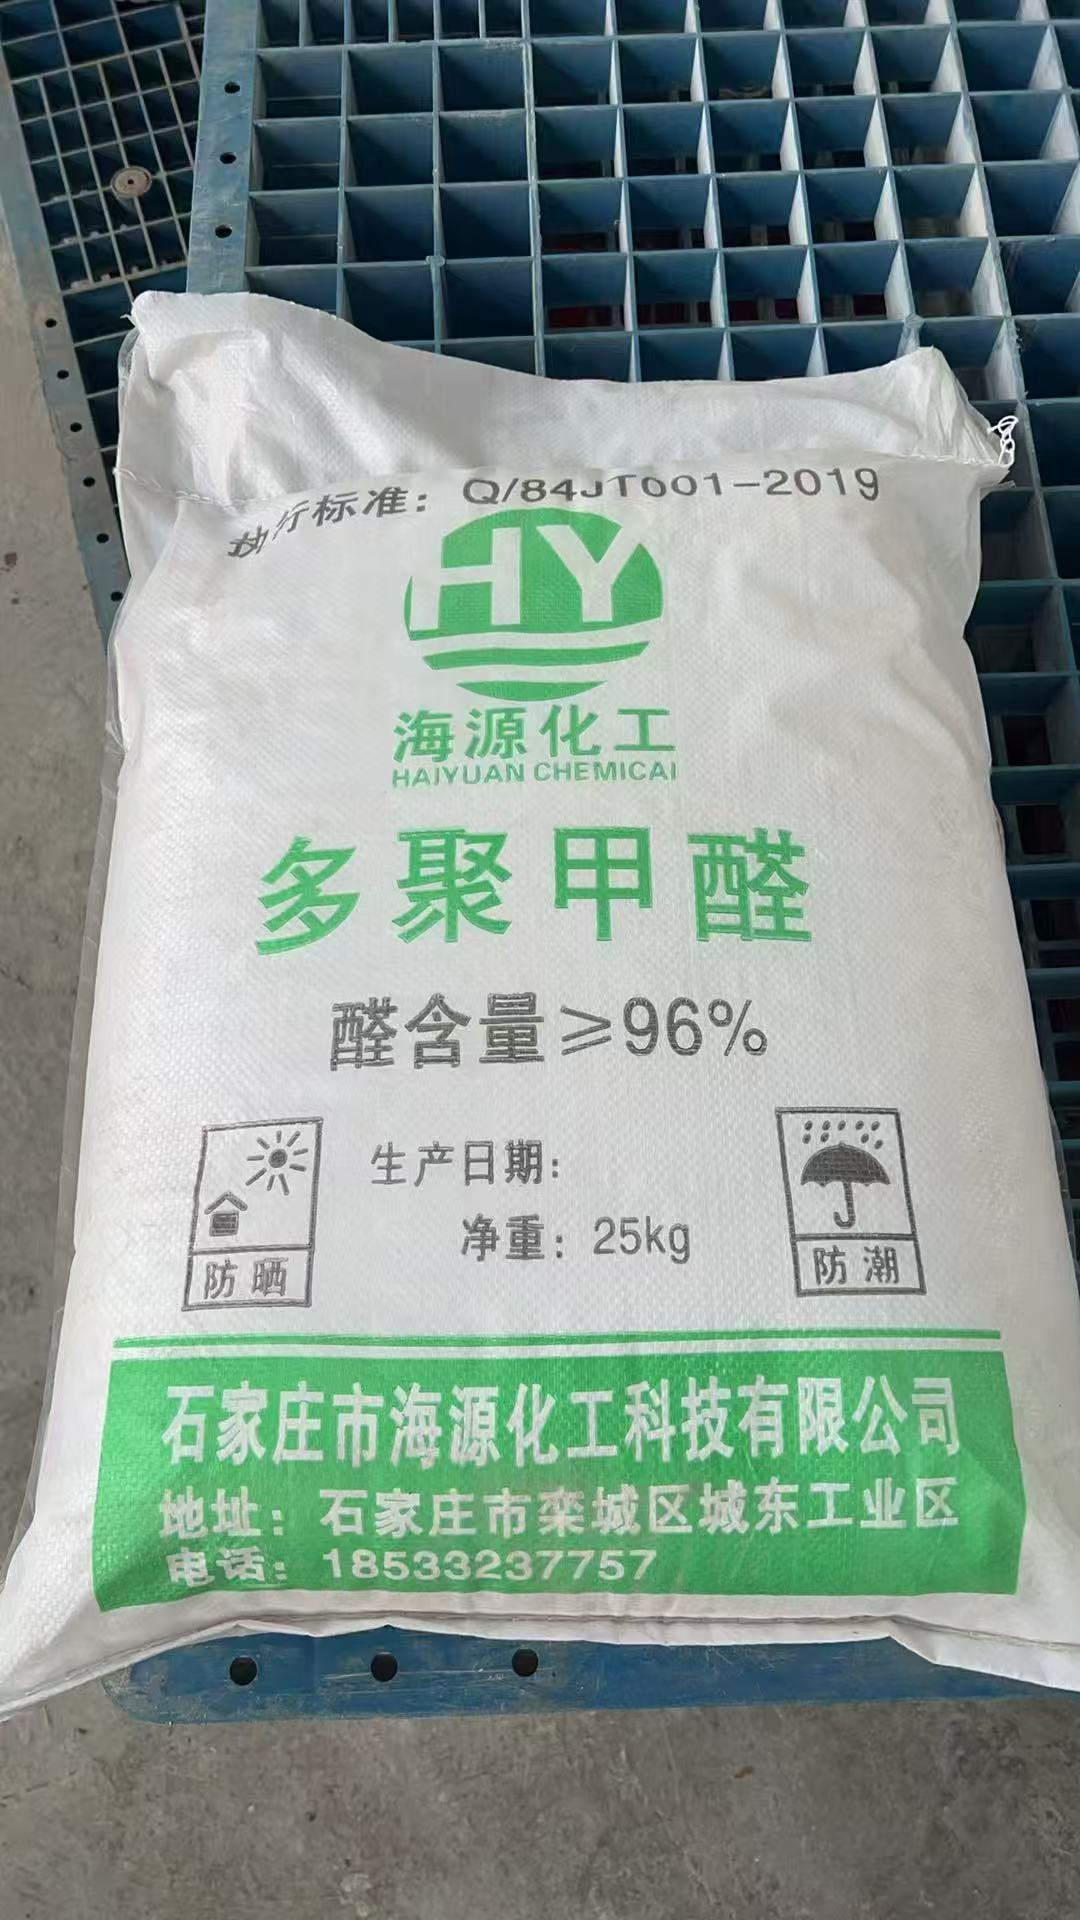 执行标准：Q/84JT001-2019
HY
海源化工
HAIYUAN CHEMICAl
多聚甲醛
醛含量≥96%
生产日期：
净重：25kg
防晒
防潮
石家庄市海源化工科技有限公司
地址：石家庄市栾城区城东工业区
电话：18533237757